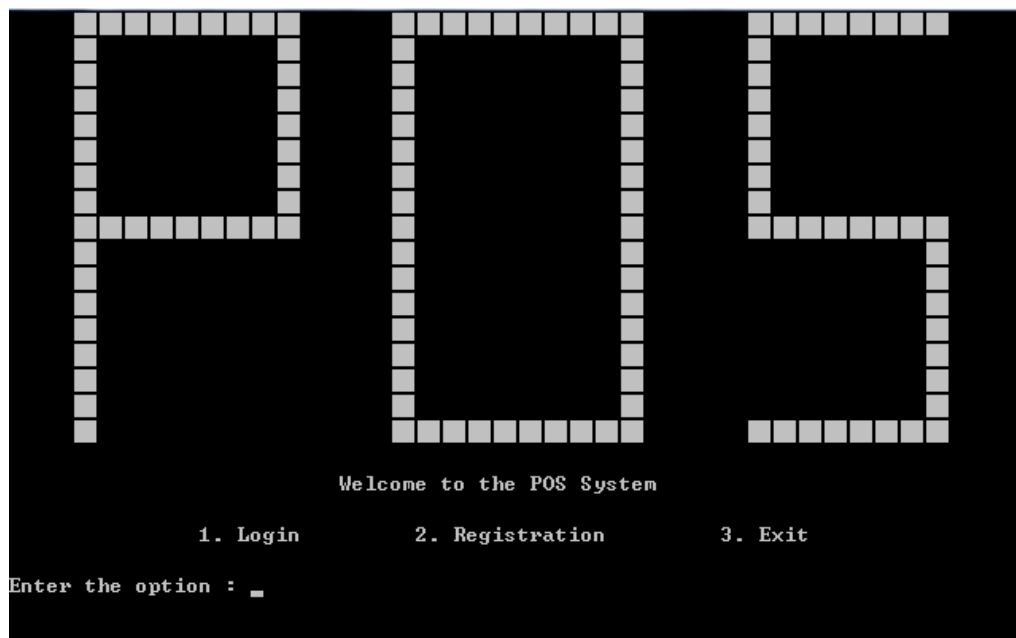 POS
Welcome to the POS System
1. Login 2. Registration 3. Exit
Enter the option : _